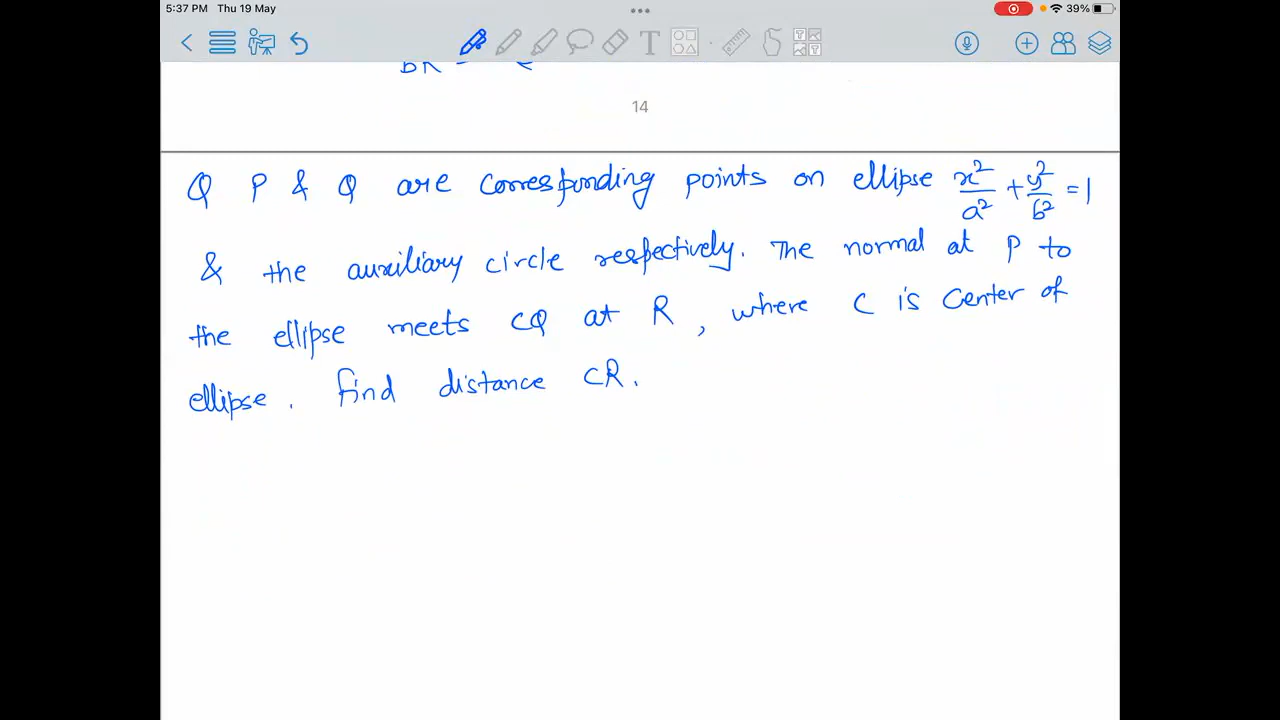 5:37 PM Thu 19 May
39%
14
Q P & Q are corresponding points on ellipse x²/a² + y²/b² = 1
& the auxiliary circle respectively. The normal at P to
the ellipse meets CQ at R, where C is Center of
ellipse. find distance CR.